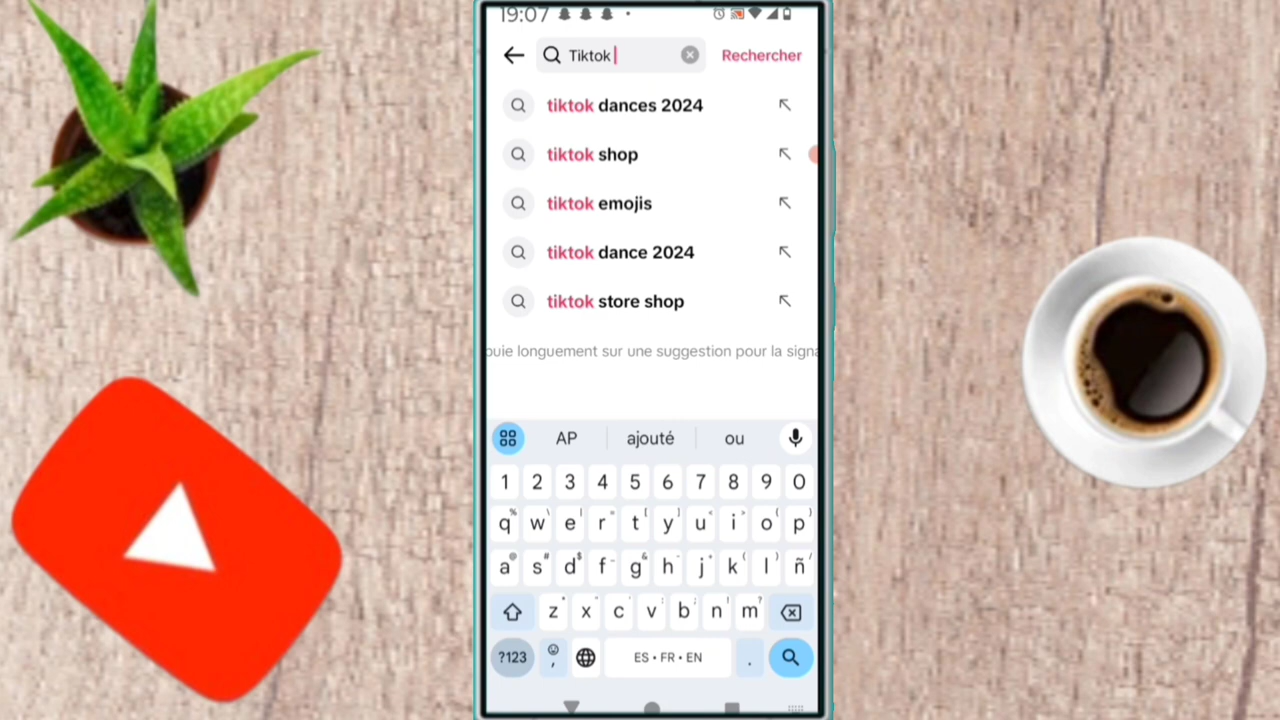 19:07
Tiktok
Rechercher
tiktok dances 2024
tiktok shop
tiktok emojis
tiktok dance 2024
tiktok store shop
puie longuement sur une suggestion pour la signa
AP ajouté ou
1 2 3 4 5 6 7 8 9 0
q % w \ e | r = t [ y ] u < i > o { p }
a @ s # d $ f - g & h - j + k ( l ) ñ /
z * x " c ' v : b ; n ! m ?
?123 , ES • FR • EN .